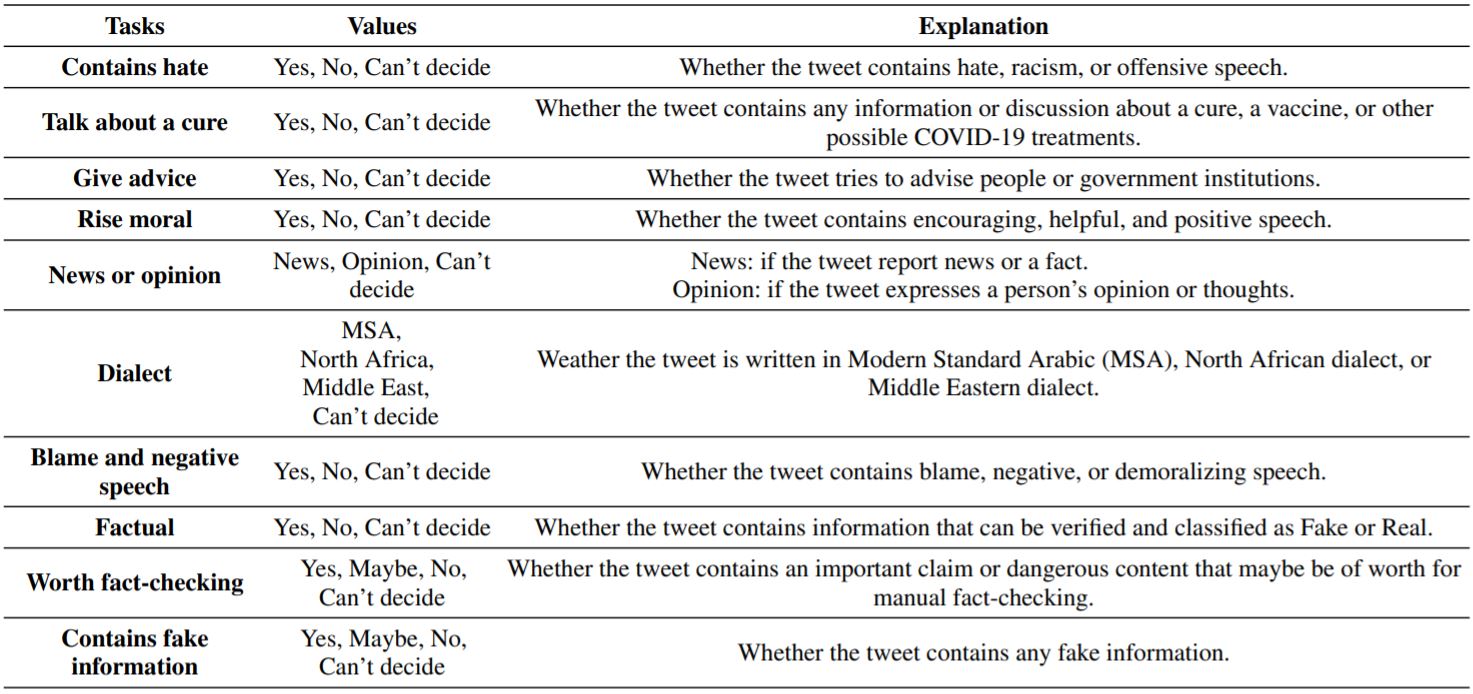 Tasks Values Explanation
Contains hate Yes, No, Can't decide Whether the tweet contains hate, racism, or offensive speech.
Talk about a cure Yes, No, Can't decide Whether the tweet contains any information or discussion about a cure, a vaccine, or other
possible COVID-19 treatments.
Give advice Yes, No, Can't decide Whether the tweet tries to advise people or government institutions.
Rise moral Yes, No, Can't decide Whether the tweet contains encouraging, helpful, and positive speech.
News or opinion News, Opinion, Can't
decide
News: if the tweet report news or a fact.
Opinion: if the tweet expresses a person's opinion or thoughts.
Dialect
MSA,
North Africa,
Middle East,
Can't decide
Weather the tweet is written in Modern Standard Arabic (MSA), North African dialect, or
Middle Eastern dialect.
Blame and negative
speech
Yes, No, Can't decide Whether the tweet contains blame, negative, or demoralizing speech.
Factual Yes, No, Can't decide Whether the tweet contains information that can be verified and classified as Fake or Real.
Worth fact-checking
Yes, Maybe, No,
Can't decide
Whether the tweet contains an important claim or dangerous content that maybe be of worth for
manual fact-checking.
Contains fake
information
Yes, Maybe, No,
Can't decide
Whether the tweet contains any fake information.